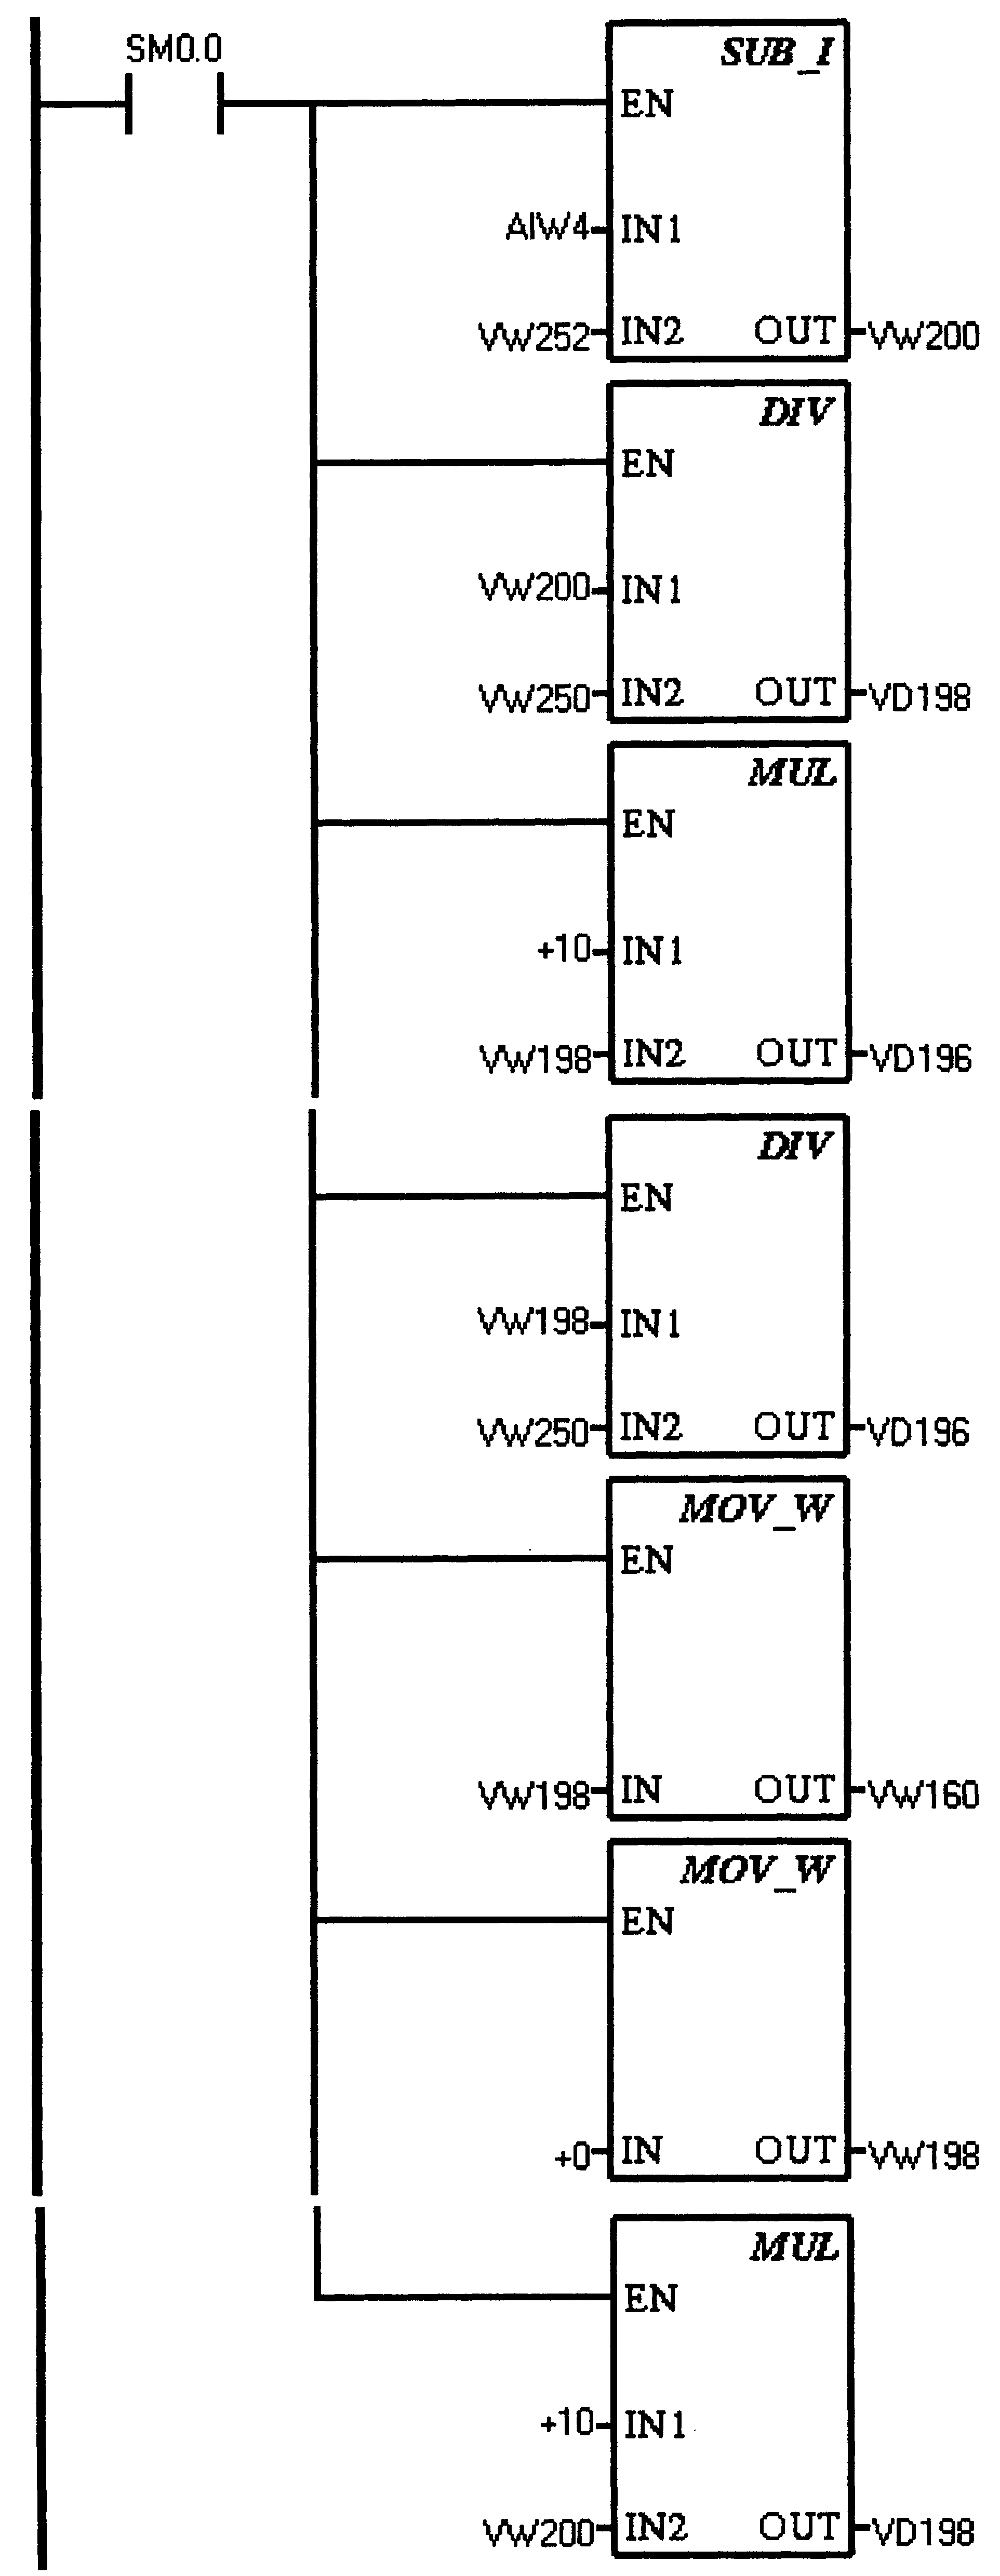 SM0.0
SUB_I
EN
AIW4 IN1
VW252 IN2 OUT VW200
DIV
EN
VW200 IN1
VW250 IN2 OUT VD198
MUL
EN
+10 IN1
VW198 IN2 OUT VD196
DIV
EN
VW198 IN1
VW250 IN2 OUT VD196
MOV_W
EN
VW198 IN OUT VW160
MOV_W
EN
+0 IN OUT VW198
MUL
EN
+10 IN1
VW200 IN2 OUT VD198